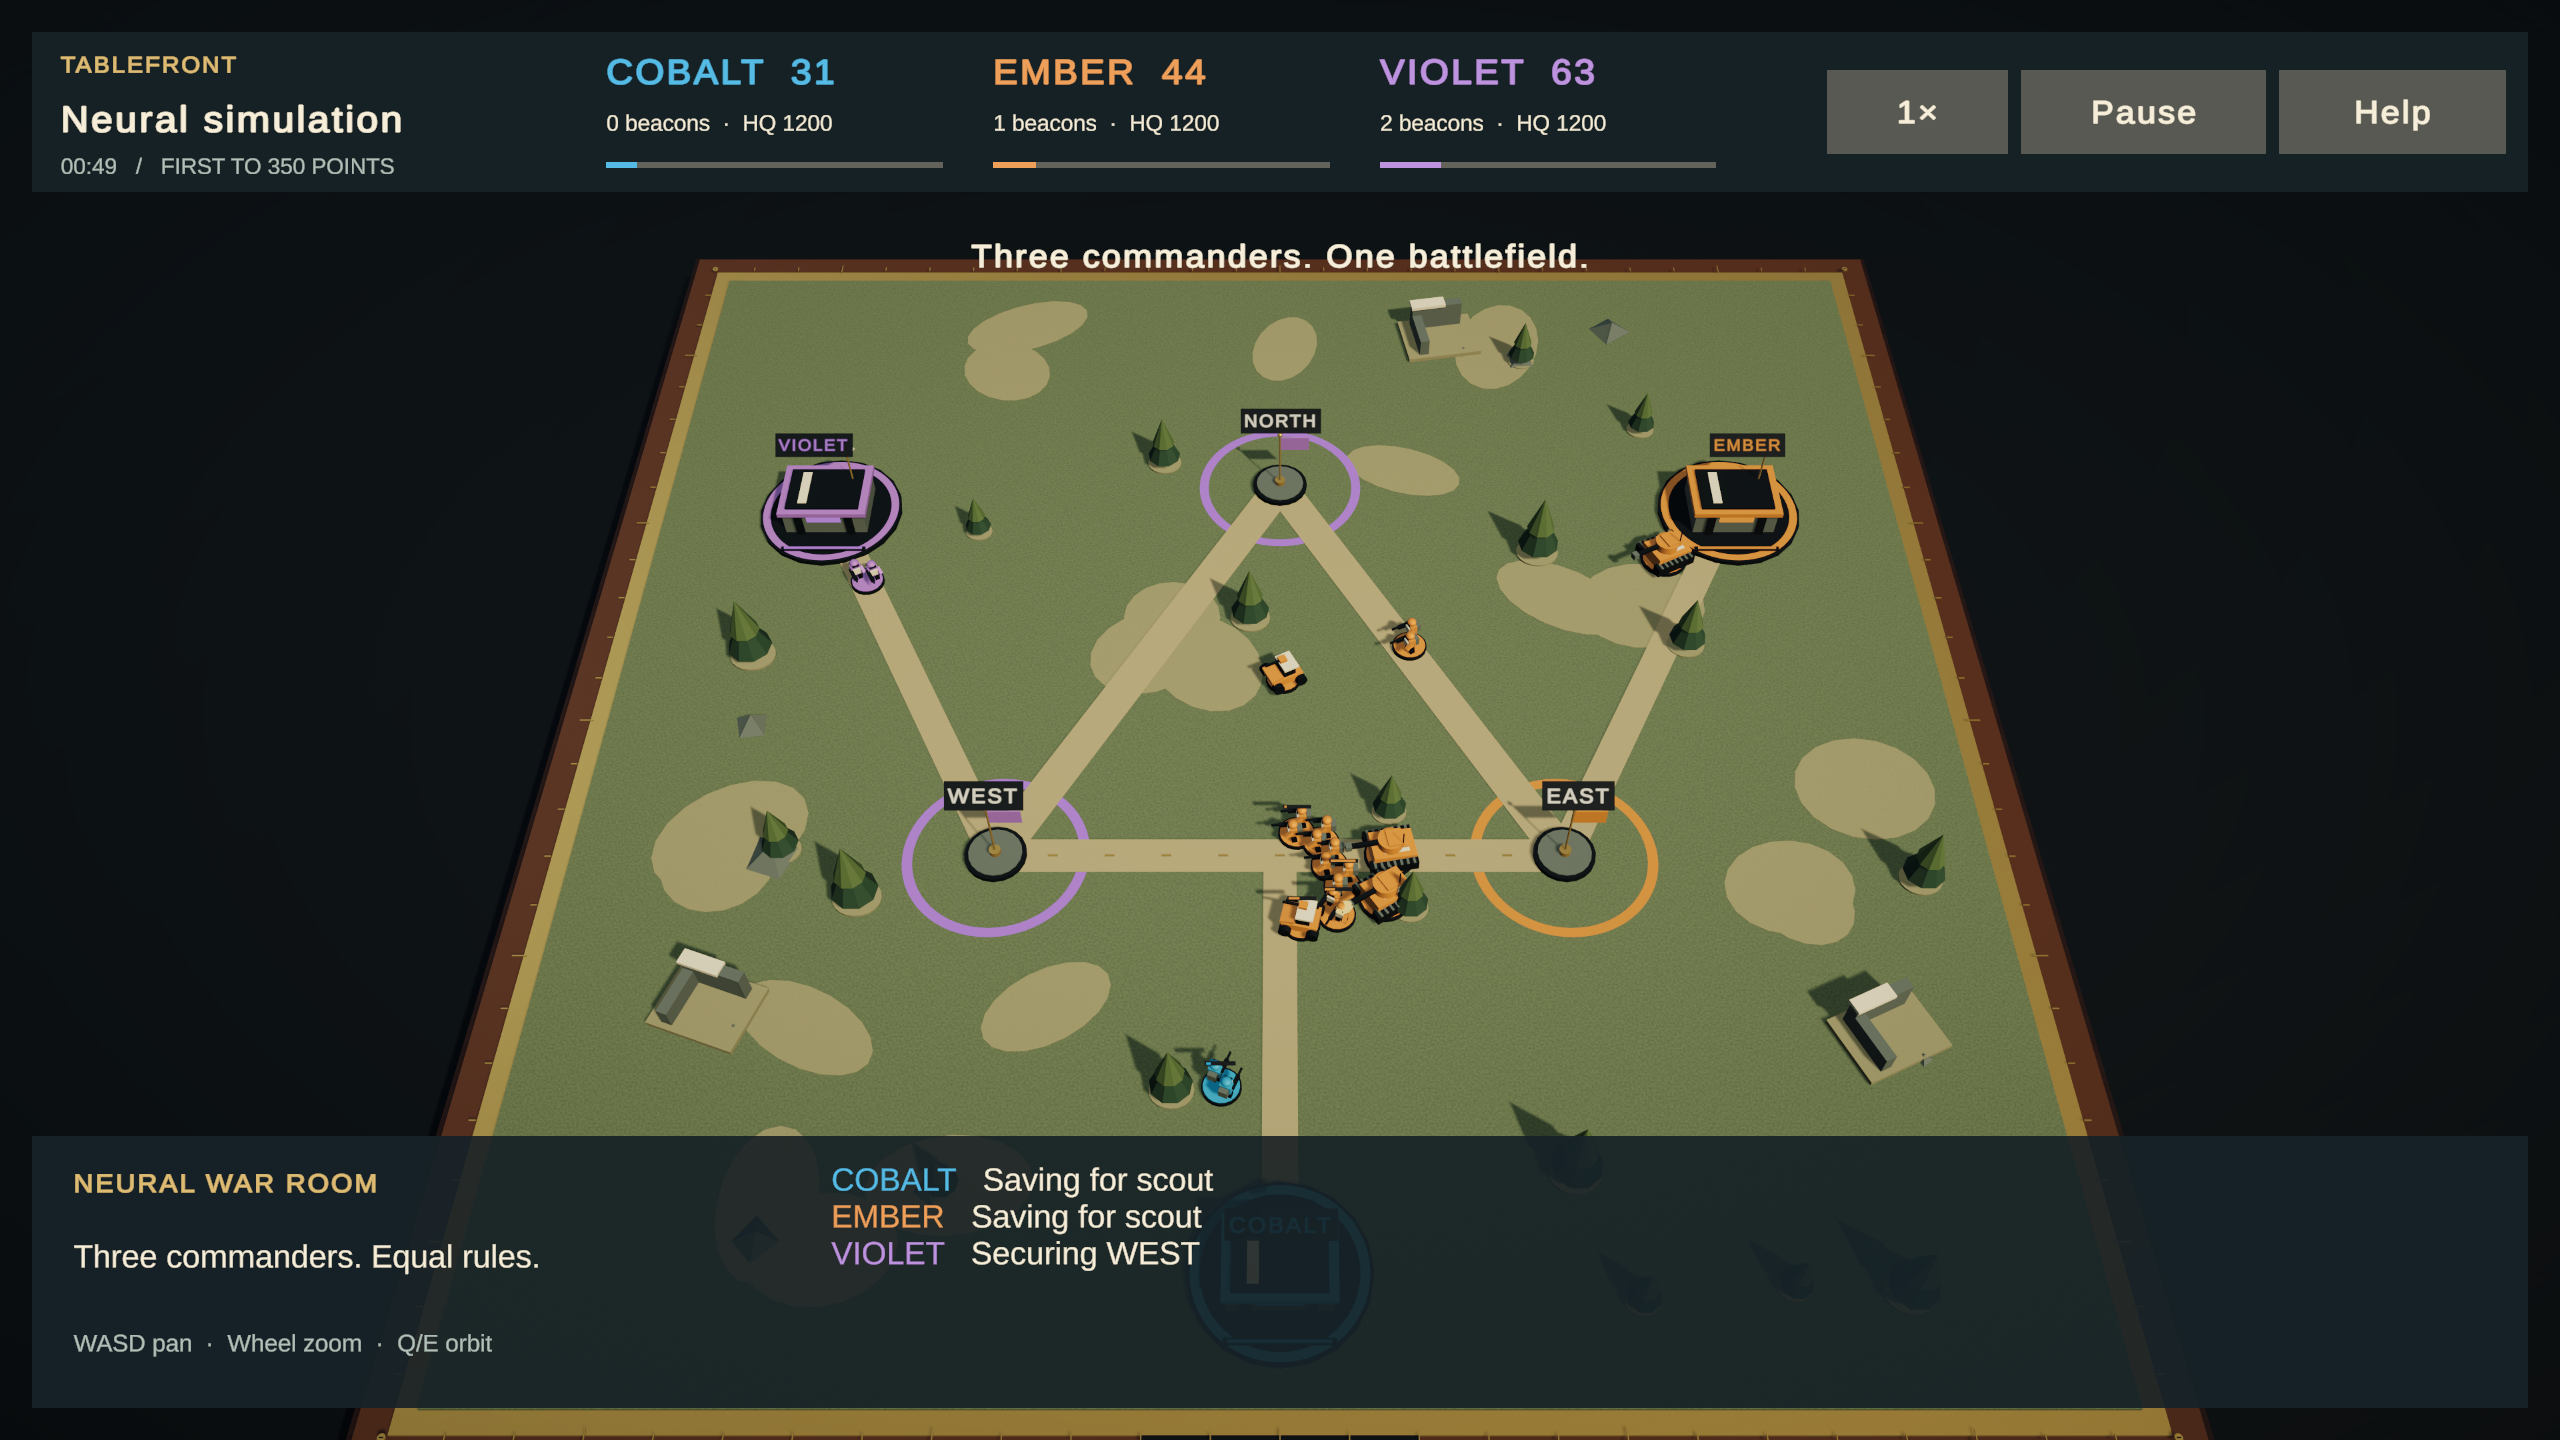 TABLEFRONT
Neural simulation
00:49 / FIRST TO 350 POINTS
COBALT 31
0 beacons · HQ 1200
EMBER 44
1 beacons · HQ 1200
VIOLET 63
2 beacons · HQ 1200
1×
Pause
Help
Three commanders. One battlefield.
NORTH
VIOLET
EMBER
WEST
EAST
NEURAL WAR ROOM
Three commanders. Equal rules.
WASD pan · Wheel zoom · Q/E orbit
COBALT Saving for scout
EMBER Saving for scout
VIOLET Securing WEST
COBALT